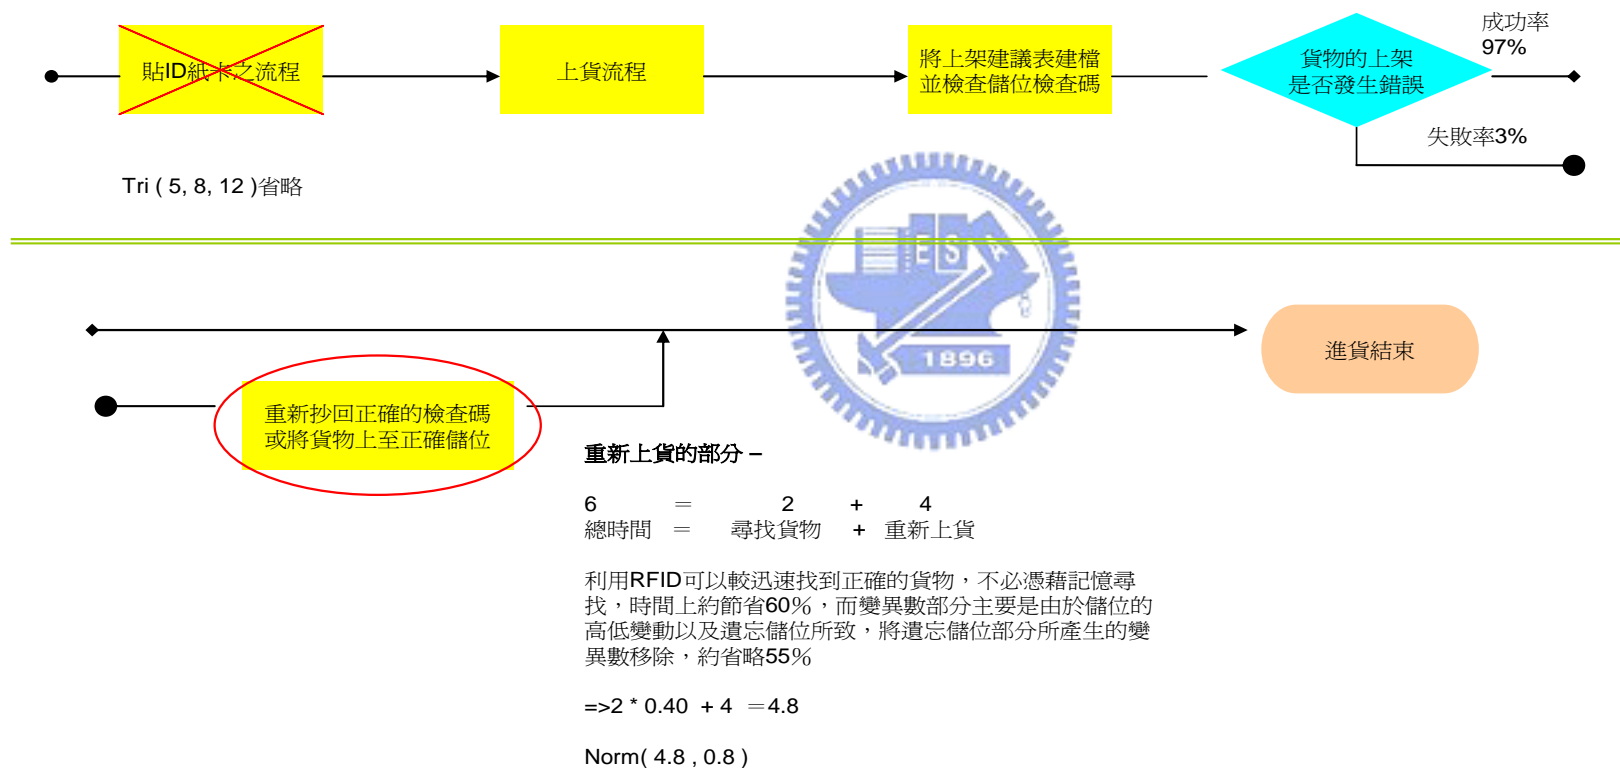 貼ID紙卡之流程
上貨流程
將上架建議表建檔
並檢查儲位檢查碼
貨物的上架
是否發生錯誤
成功率
97%
失敗率3%
Tri ( 5, 8, 12 )省略
E S A
1896
進貨結束
重新抄回正確的檢查碼
或將貨物上至正確儲位
重新上貨的部分 –
6 = 2 + 4
總時間 = 尋找貨物 + 重新上貨
利用RFID可以較迅速找到正確的貨物,不必憑藉記憶尋
找,時間上約節省60%,而變異數部分主要是由於儲位的
高低變動以及遺忘儲位所致,將遺忘儲位部分所產生的變
異數移除,約省略55%
=>2 * 0.40 + 4 =4.8
Norm( 4.8 , 0.8 )